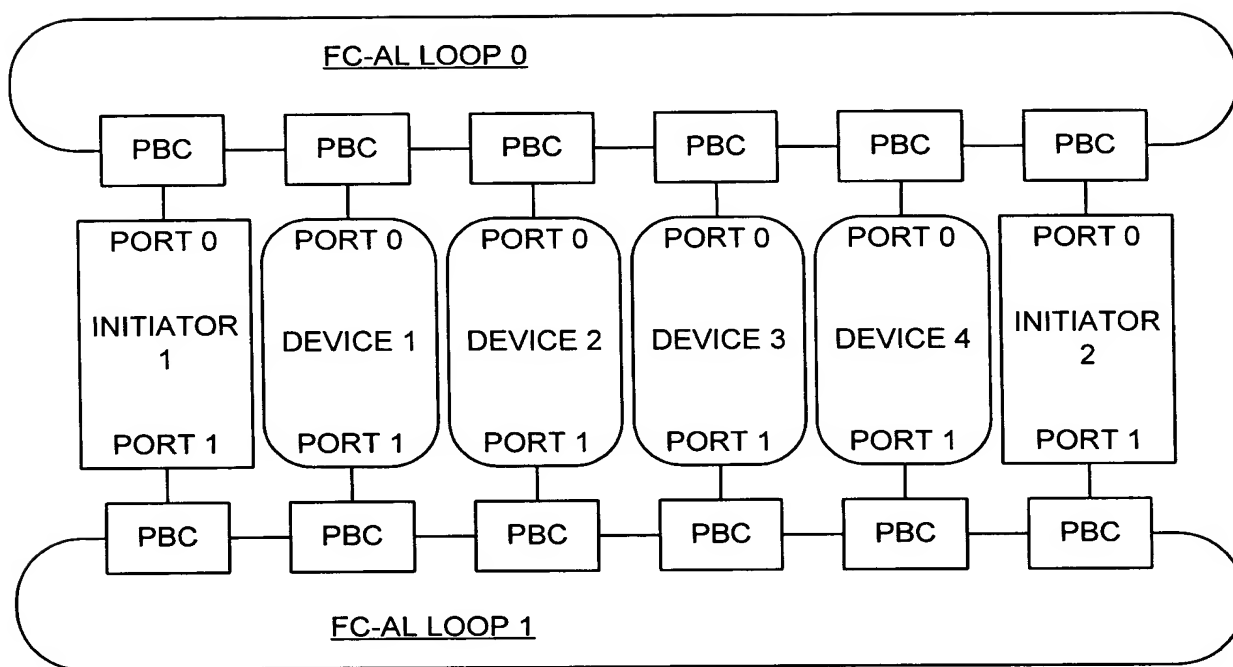 FC-AL LOOP 0
PBC PBC PBC PBC PBC PBC
PORT 0 PORT 0 PORT 0 PORT 0 PORT 0 PORT 0
INITIATOR 1 DEVICE 1 DEVICE 2 DEVICE 3 DEVICE 4 INITIATOR 2
PORT 1 PORT 1 PORT 1 PORT 1 PORT 1 PORT 1
PBC PBC PBC PBC PBC PBC
FC-AL LOOP 1